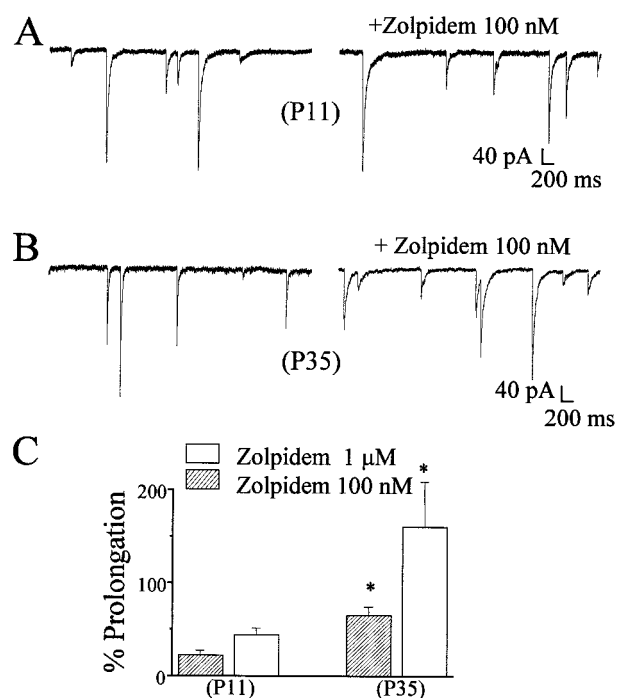 A
+Zolpidem 100 nM
(P11)
40 pA
200 ms
B
+ Zolpidem 100 nM
(P35)
40 pA
200 ms
C
Zolpidem 1 μM
Zolpidem 100 nM
% Prolongation
200
100
0
*
*
(P11)
(P35)